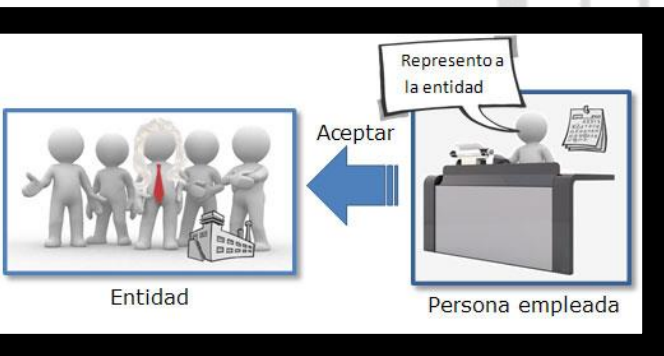 Represento a
la entidad
Aceptar
Entidad
Persona empleada